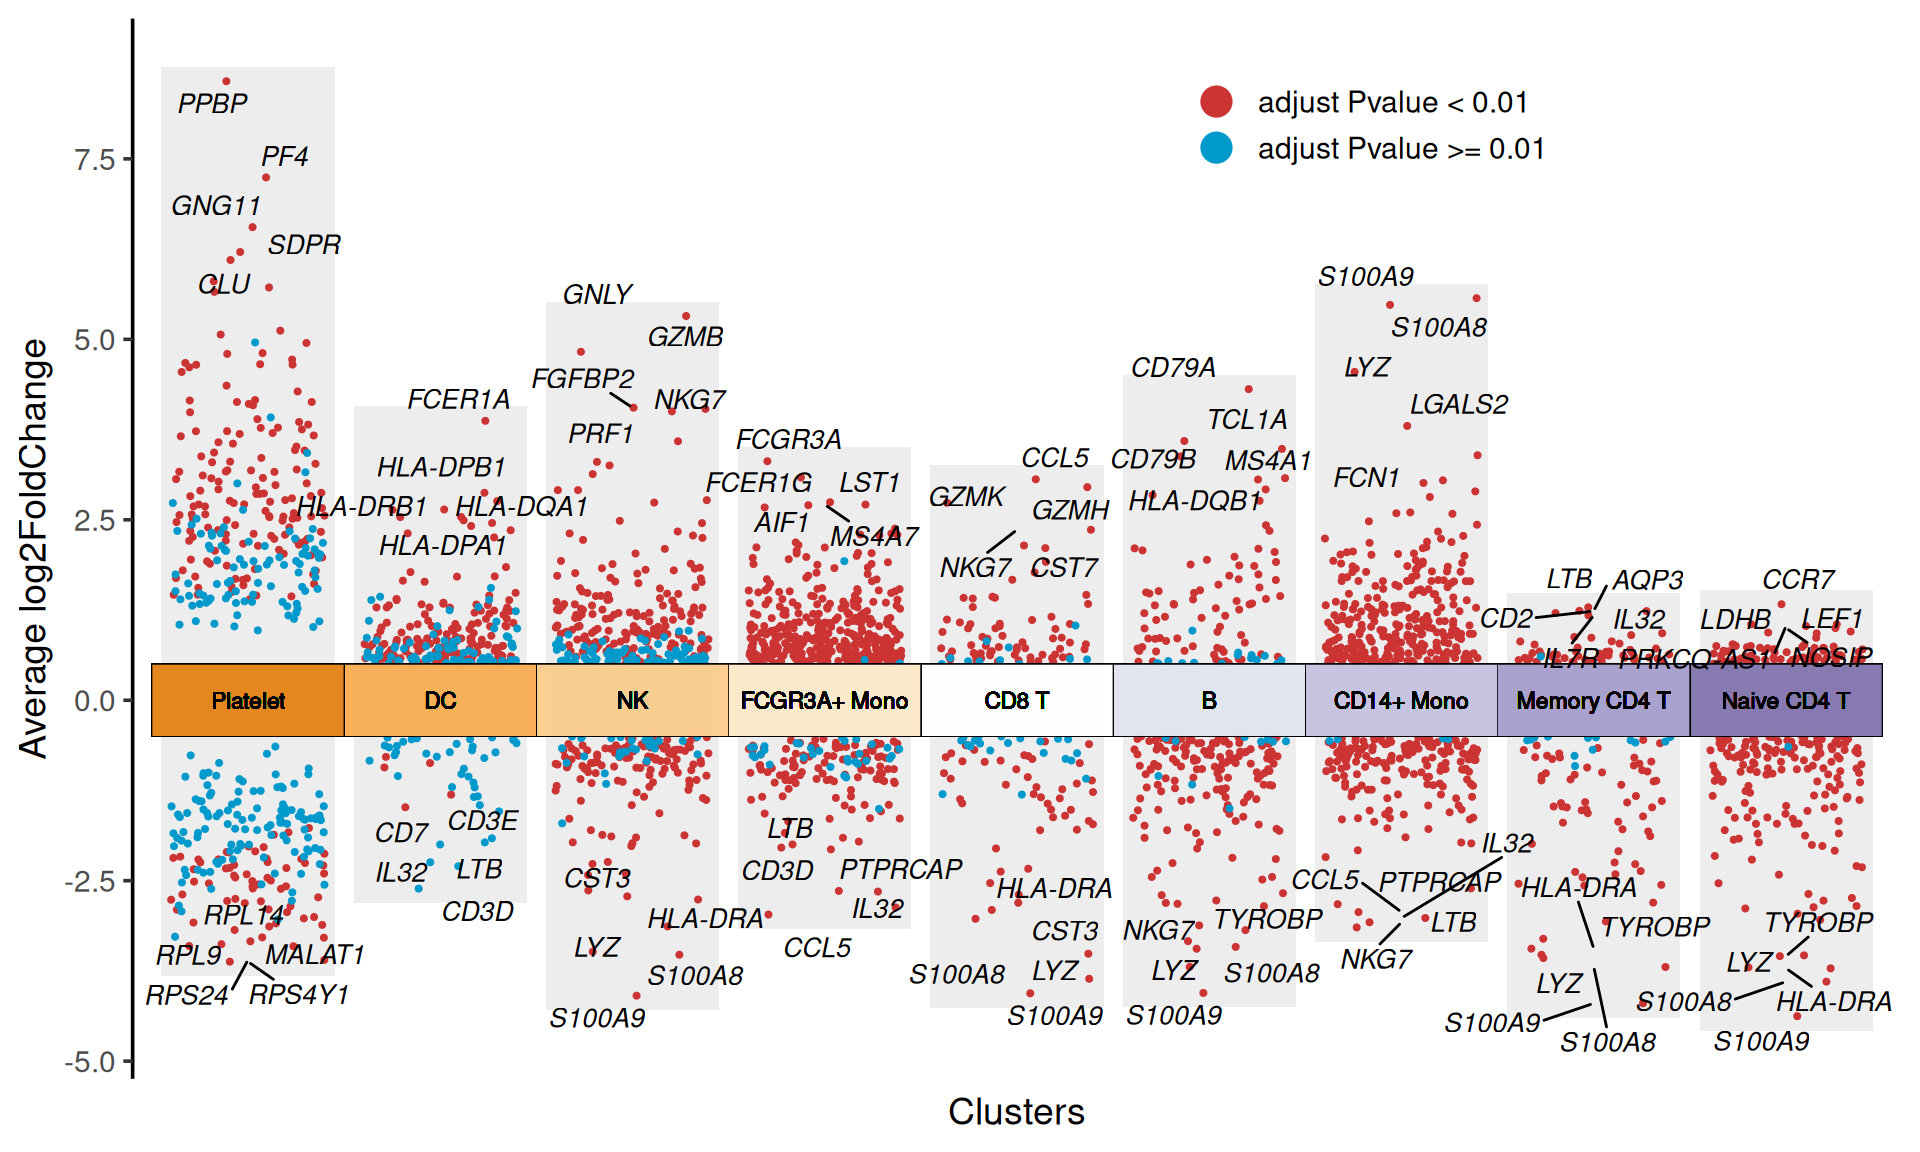 adjust Pvalue < 0.01
adjust Pvalue >= 0.01
Average log2FoldChange
7.5
5.0
2.5
0.0
-2.5
-5.0
PPBP
PF4
GNG11
SDPR
CLU
FCER1A
HLA-DPB1
HLA-DRB1
HLA-DQA1
HLA-DPA1
GNLY
GZMB
FGFBP2
NKG7
PRF1
FCGR3A
FCER1G
LST1
AIF1
MS4A7
CCL5
GZMK
GZMH
NKG7
CST7
CD79A
TCL1A
CD79B
MS4A1
HLA-DQB1
S100A9
S100A8
LYZ
LGALS2
FCN1
LTB
AQP3
CD2
IL32
IL7R
CCR7
LDHB
LEF1
PRKCQ-AS1
NOSIP
Platelet
DC
NK
FCGR3A+ Mono
CD8 T
B
CD14+ Mono
Memory CD4 T
Naive CD4 T
RPL14
RPL9
MALAT1
RPS24
RPS4Y1
CD7
CD3E
IL32
LTB
CD3D
CST3
HLA-DRA
LYZ
S100A8
S100A9
LTB
CD3D
PTPRCAP
IL32
CCL5
HLA-DRA
CST3
S100A8
LYZ
S100A9
NKG7
TYROBP
LYZ
S100A8
S100A9
IL32
CCL5
PTPRCAP
LTB
NKG7
HLA-DRA
TYROBP
LYZ
S100A9
S100A8
TYROBP
LYZ
S100A8
HLA-DRA
S100A9
Clusters